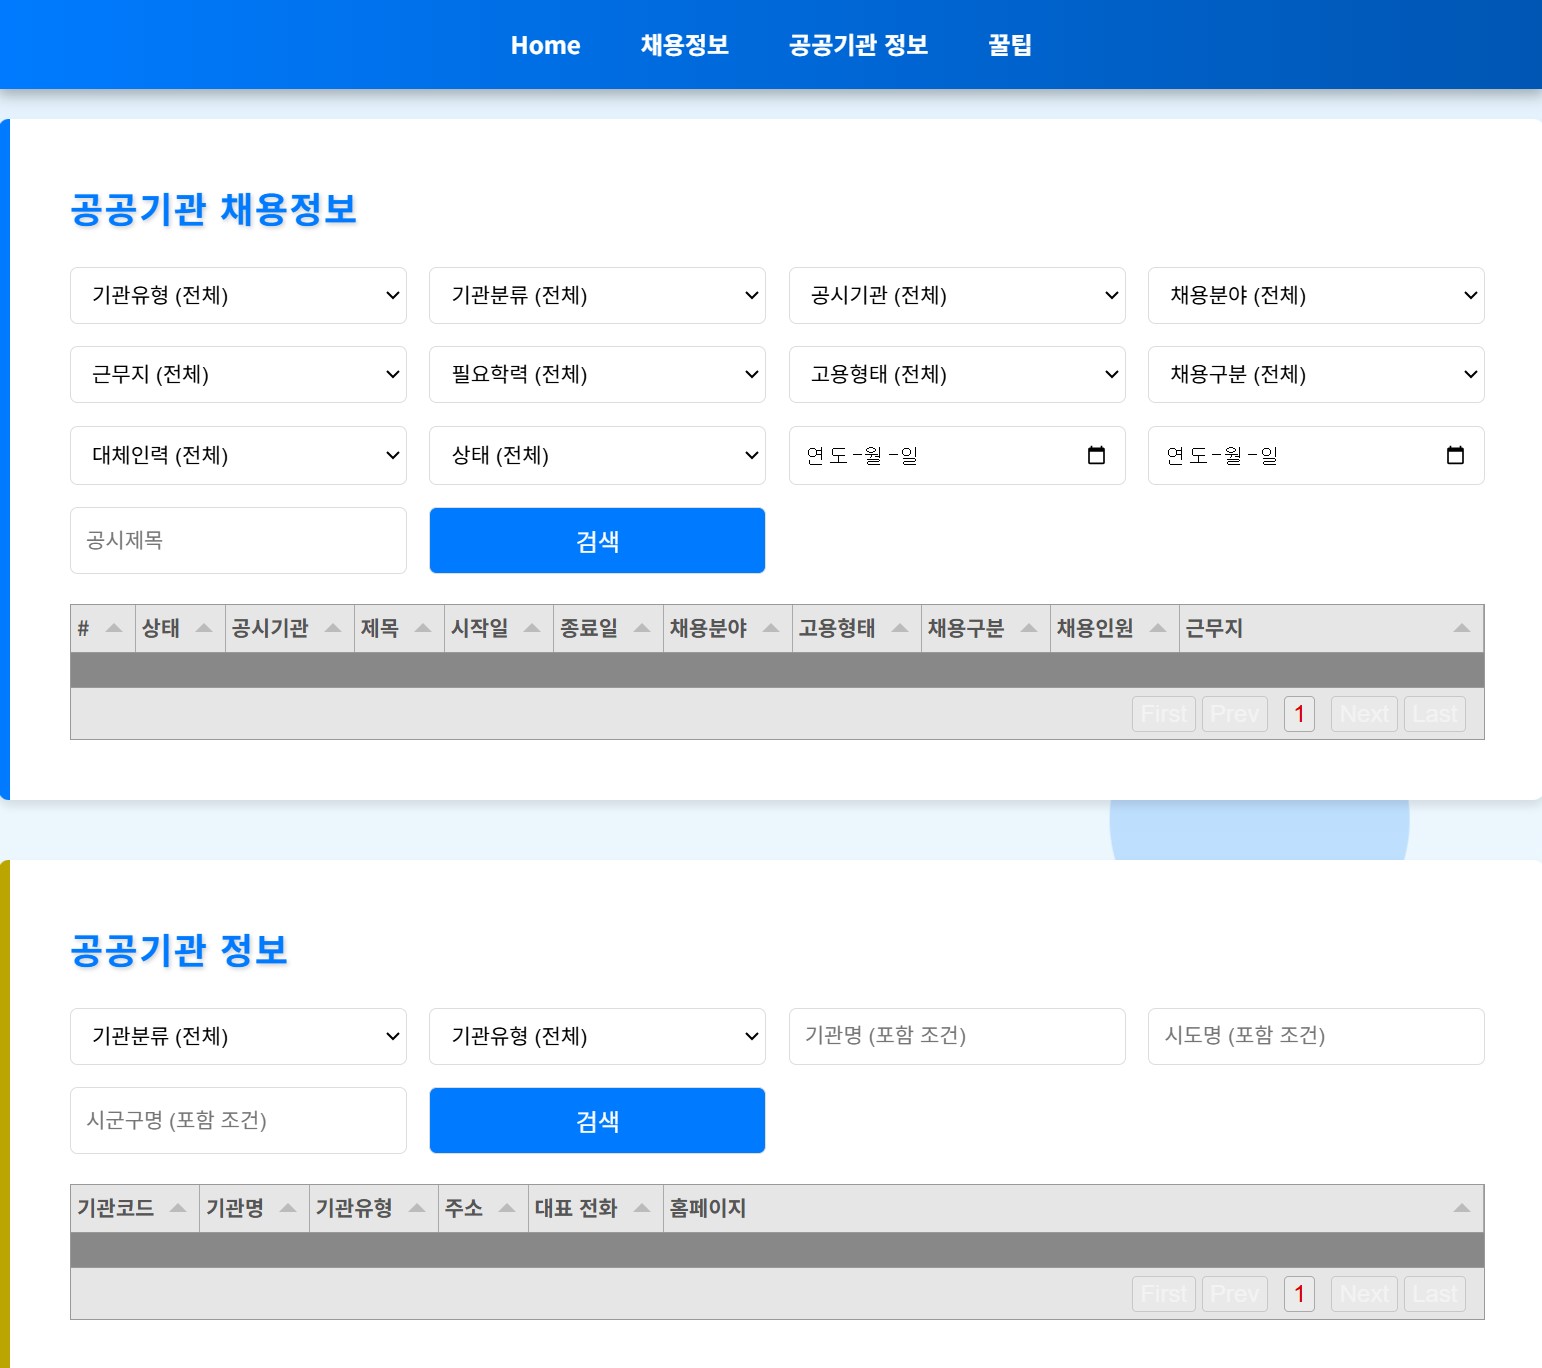 Home 채용정보 공공기관 정보 꿀팁
공공기관 채용정보
기관유형 (전체) 기관분류 (전체) 공시기관 (전체) 채용분야 (전체)
근무지 (전체) 필요학력 (전체) 고용형태 (전체) 채용구분 (전체)
대체인력 (전체) 상태 (전체) 연도-월-일 연도-월-일
공시제목 검색
# 상태 공시기관 제목 시작일 종료일 채용분야 고용형태 채용구분 채용인원 근무지
First Prev 1 Next Last
공공기관 정보
기관분류 (전체) 기관유형 (전체) 기관명 (포함 조건) 시도명 (포함 조건)
시군구명 (포함 조건) 검색
기관코드 기관명 기관유형 주소 대표 전화 홈페이지
First Prev 1 Next Last